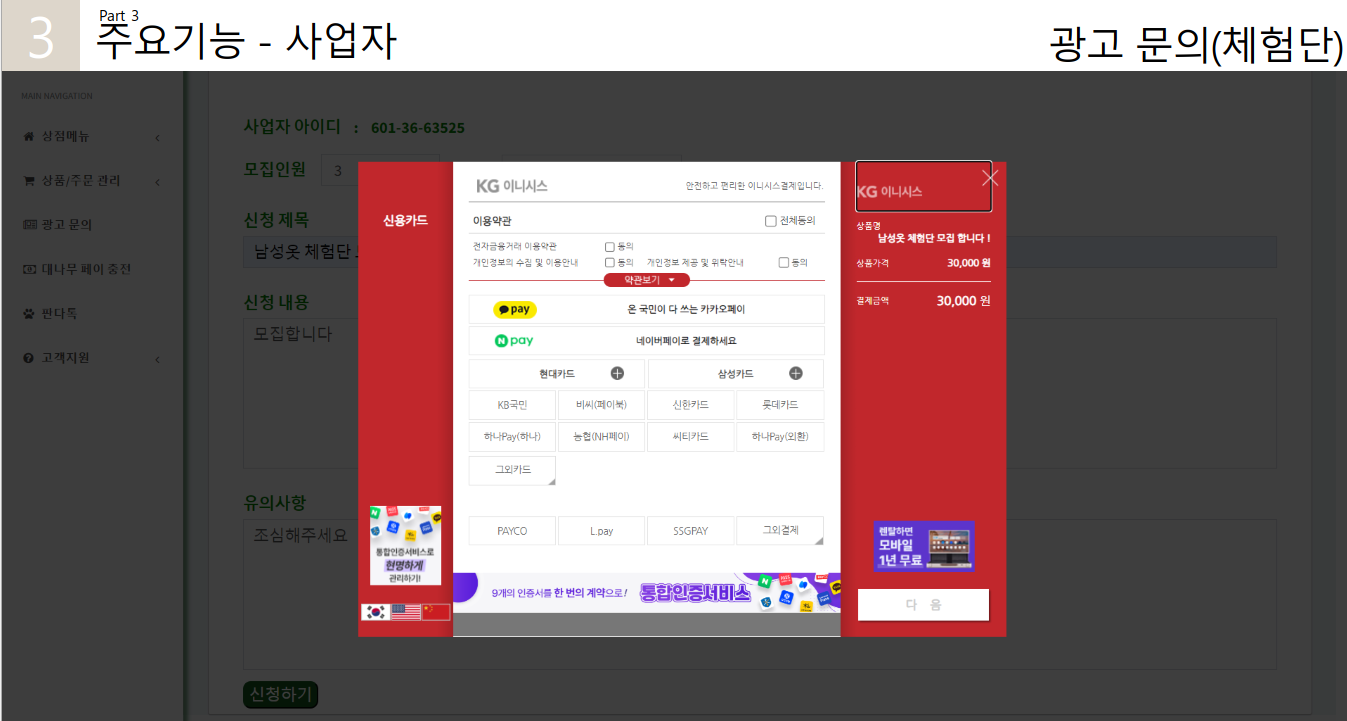 3
Part 3
주요기능 - 사업자
광고 문의(체험단)
MAIN NAVIGATION
상점메뉴
상품/주문 관리
광고 문의
대나무 페이 충전
판다톡
고객지원
사업자 아이디 : 601-36-63525
모집인원 3
신청 제목
남성옷 체험단
신청 내용
모집합니다
유의사항
조심해주세요
신청하기
신용카드
통합인증서비스로
현명하게
관리하기!
KG 이니시스
안전하고 편리한 이니시스결제입니다.
이용약관
전체동의
전자금융거래 이용약관 동의
개인정보의 수집 및 이용안내 동의 개인정보 제공 및 위탁안내 동의
약관보기
pay 온 국민이 다 쓰는 카카오페이
N pay 네이버페이로 결제하세요
현대카드 삼성카드
KB국민 비씨(페이북) 신한카드 롯데카드
하나Pay(하나) 농협(NH페이) 씨티카드 하나Pay(외환)
그외카드
PAYCO L.pay SSGPAY 그외결제
9개의 인증서를 한 번의 계약으로! 통합인증서비스
KG 이니시스
상품명
남성옷 체험단 모집 합니다 !
상품가격 30,000 원
결제금액 30,000 원
렌탈하면
모바일
1년 무료
다 음